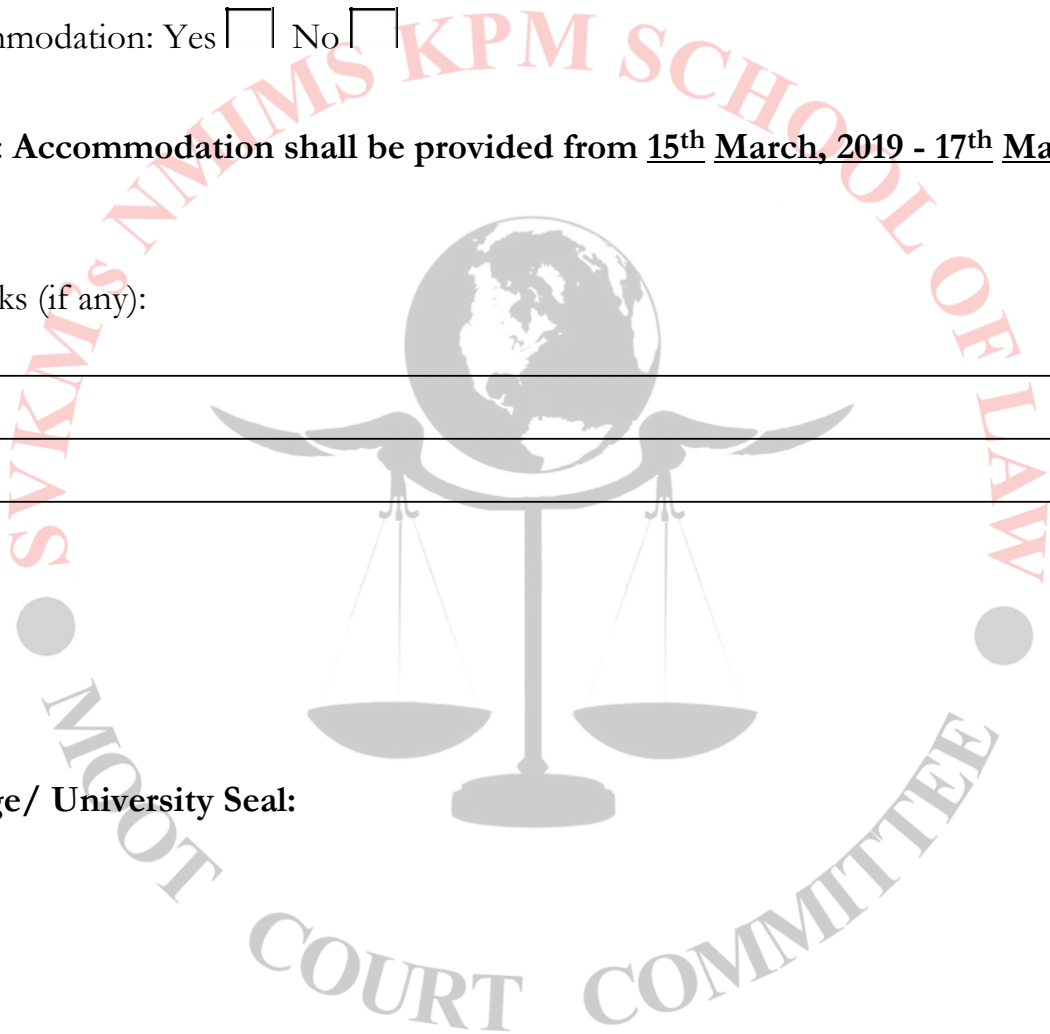 mmodation: Yes No
: Accommodation shall be provided from 15th March, 2019 - 17th Ma
ks (if any):
ge/ University Seal:
SVKM's NMIMS KPM SCHOOL OF LAW
MOOT COURT COMMITTEE